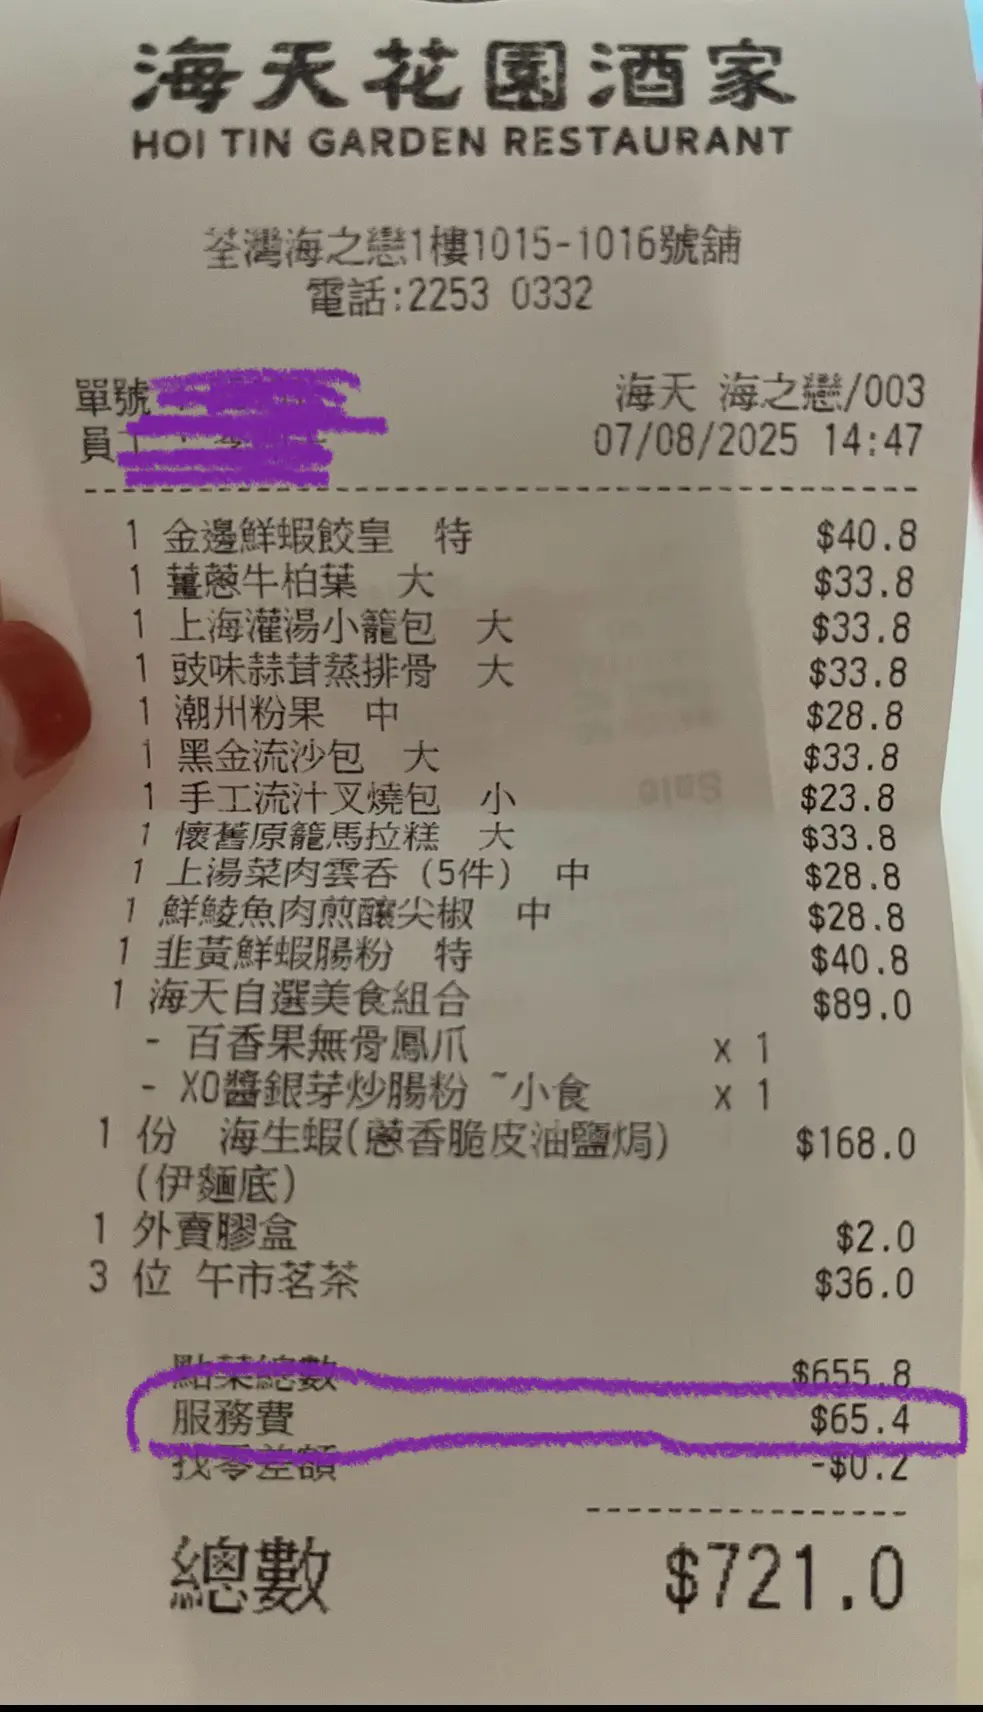 海天花園酒家
HOI TIN GARDEN RESTAURANT
荃灣海之戀1樓1015-1016號舖
電話:2253 0332
單號 海天 海之戀/003
員工 07/08/2025 14:47
1 金邊鮮蝦餃皇 特 $40.8
1 薑蔥牛柏葉 大 $33.8
1 上海灌湯小籠包 大 $33.8
1 豉味蒜茸蒸排骨 大 $33.8
1 潮州粉果 中 $28.8
1 黑金流沙包 大 $33.8
1 手工流汁叉燒包 小 $23.8
1 懷舊原籠馬拉糕 大 $33.8
1 上湯菜肉雲吞 (5件) 中 $28.8
1 鮮鯪魚肉煎釀尖椒 中 $28.8
1 韭黃鮮蝦腸粉 特 $40.8
1 海天自選美食組合 $89.0
- 百香果無骨鳳爪 x 1
- XO醬銀芽炒腸粉 ~小食 x 1
1 份 海生蝦(蔥香脆皮油鹽焗) $168.0
(伊麵底)
1 外賣膠盒 $2.0
3 位 午市茗茶 $36.0
點菜總數 $655.8
服務費 $65.4
找零差額 -$0.2
總數 $721.0